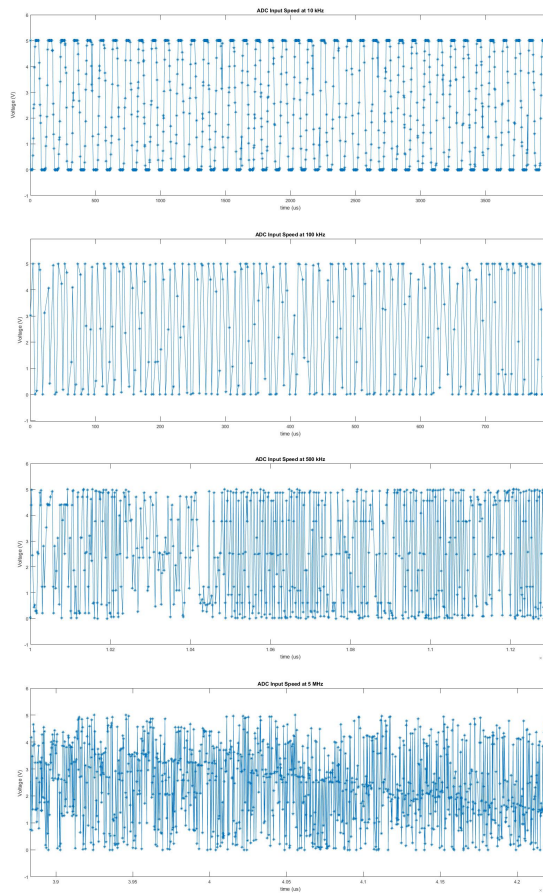 ADC Input Speed at 10 kHz
6
5
4
3
2
1
0
-1
Voltage (V)
0 500 1000 1500 2000 2500 3000 3500
time (us)
ADC Input Speed at 100 kHz
5
4
3
2
1
0
-1
Voltage (V)
0 100 200 300 400 500 600 700
time (us)
ADC Input Speed at 500 kHz
6
5
4
3
2
1
0
-1
Voltage (V)
1 1.02 1.04 1.06 1.08 1.1 1.12
time (us)
ADC Input Speed at 5 MHz
6
5
4
3
2
1
0
-1
Voltage (V)
3.9 3.95 4 4.05 4.1 4.15 4.2
time (us)